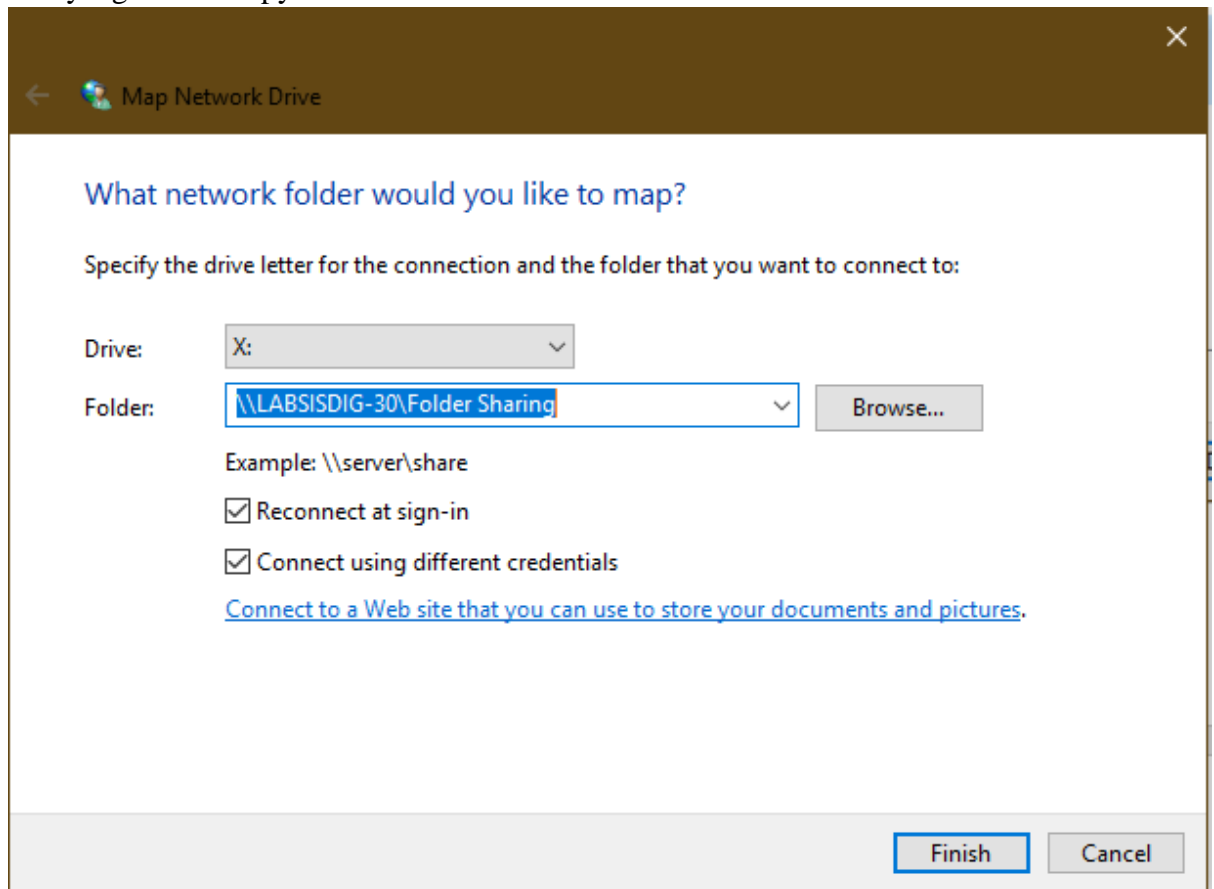 Map Network Drive
What network folder would you like to map?
Specify the drive letter for the connection and the folder that you want to connect to:
Drive: X:
Folder: \\LABSISDIG-30\Folder Sharing Browse...
Example: \\server\share
Reconnect at sign-in
Connect using different credentials
Connect to a Web site that you can use to store your documents and pictures.
Finish Cancel